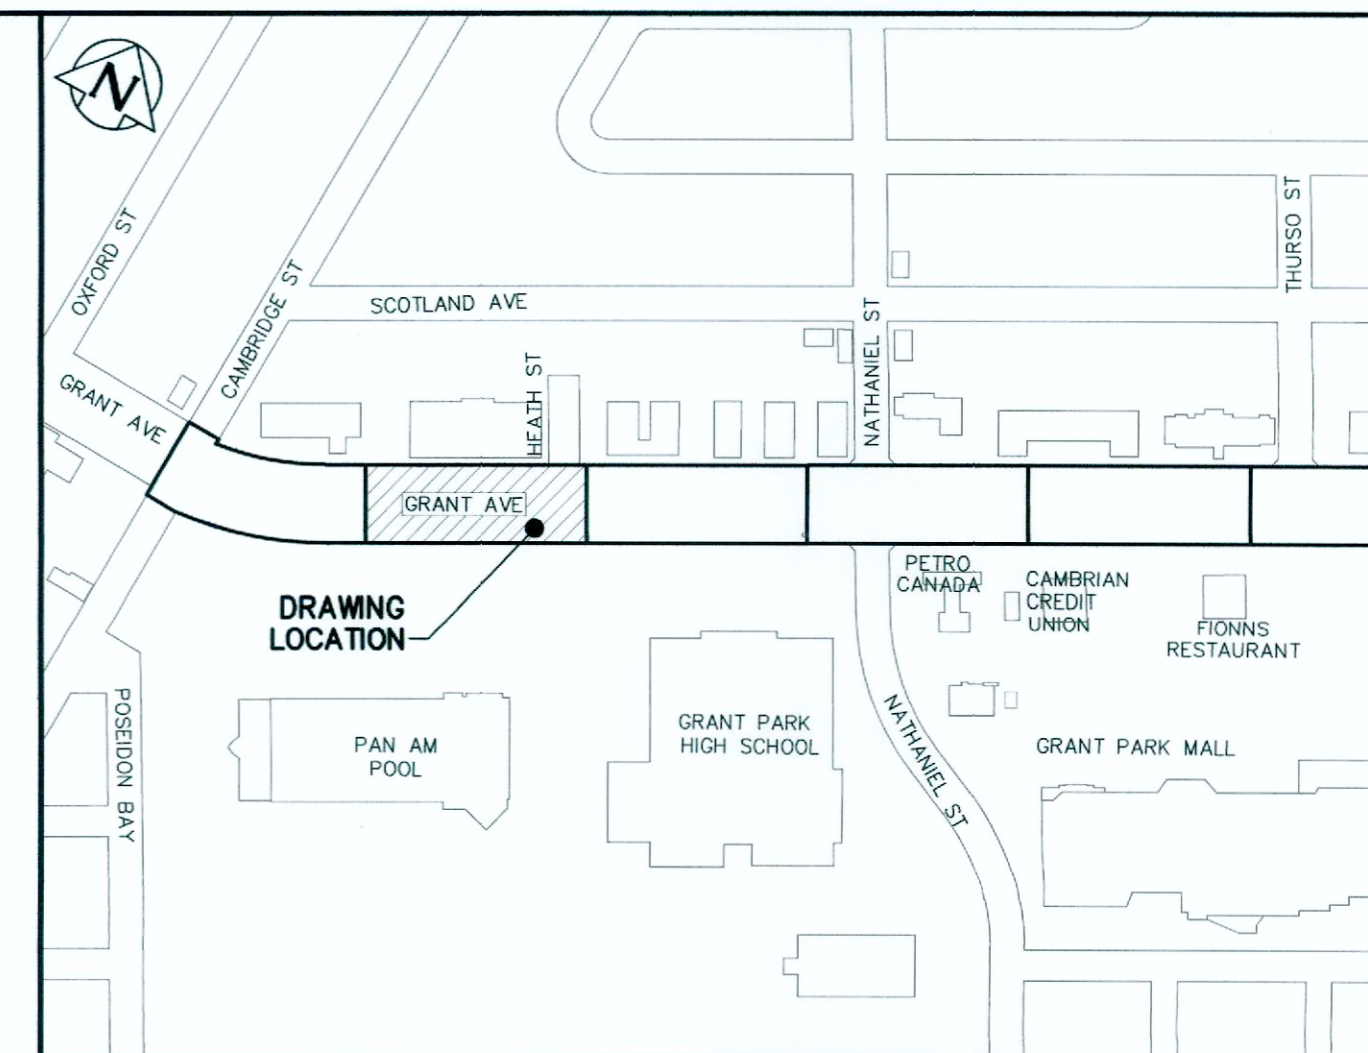 N
OXFORD ST
CAMBRIDGE ST
SCOTLAND AVE
THURSO ST
NATHANIEL ST
HEATH ST
GRANT AVE
GRANT AVE
DRAWING
LOCATION
PETRO
CANADA
CAMBRIAN
CREDIT
UNION
FIONNS
RESTAURANT
POSEIDON BAY
PAN AM
POOL
GRANT PARK
HIGH SCHOOL
NATHANIEL ST
GRANT PARK MALL